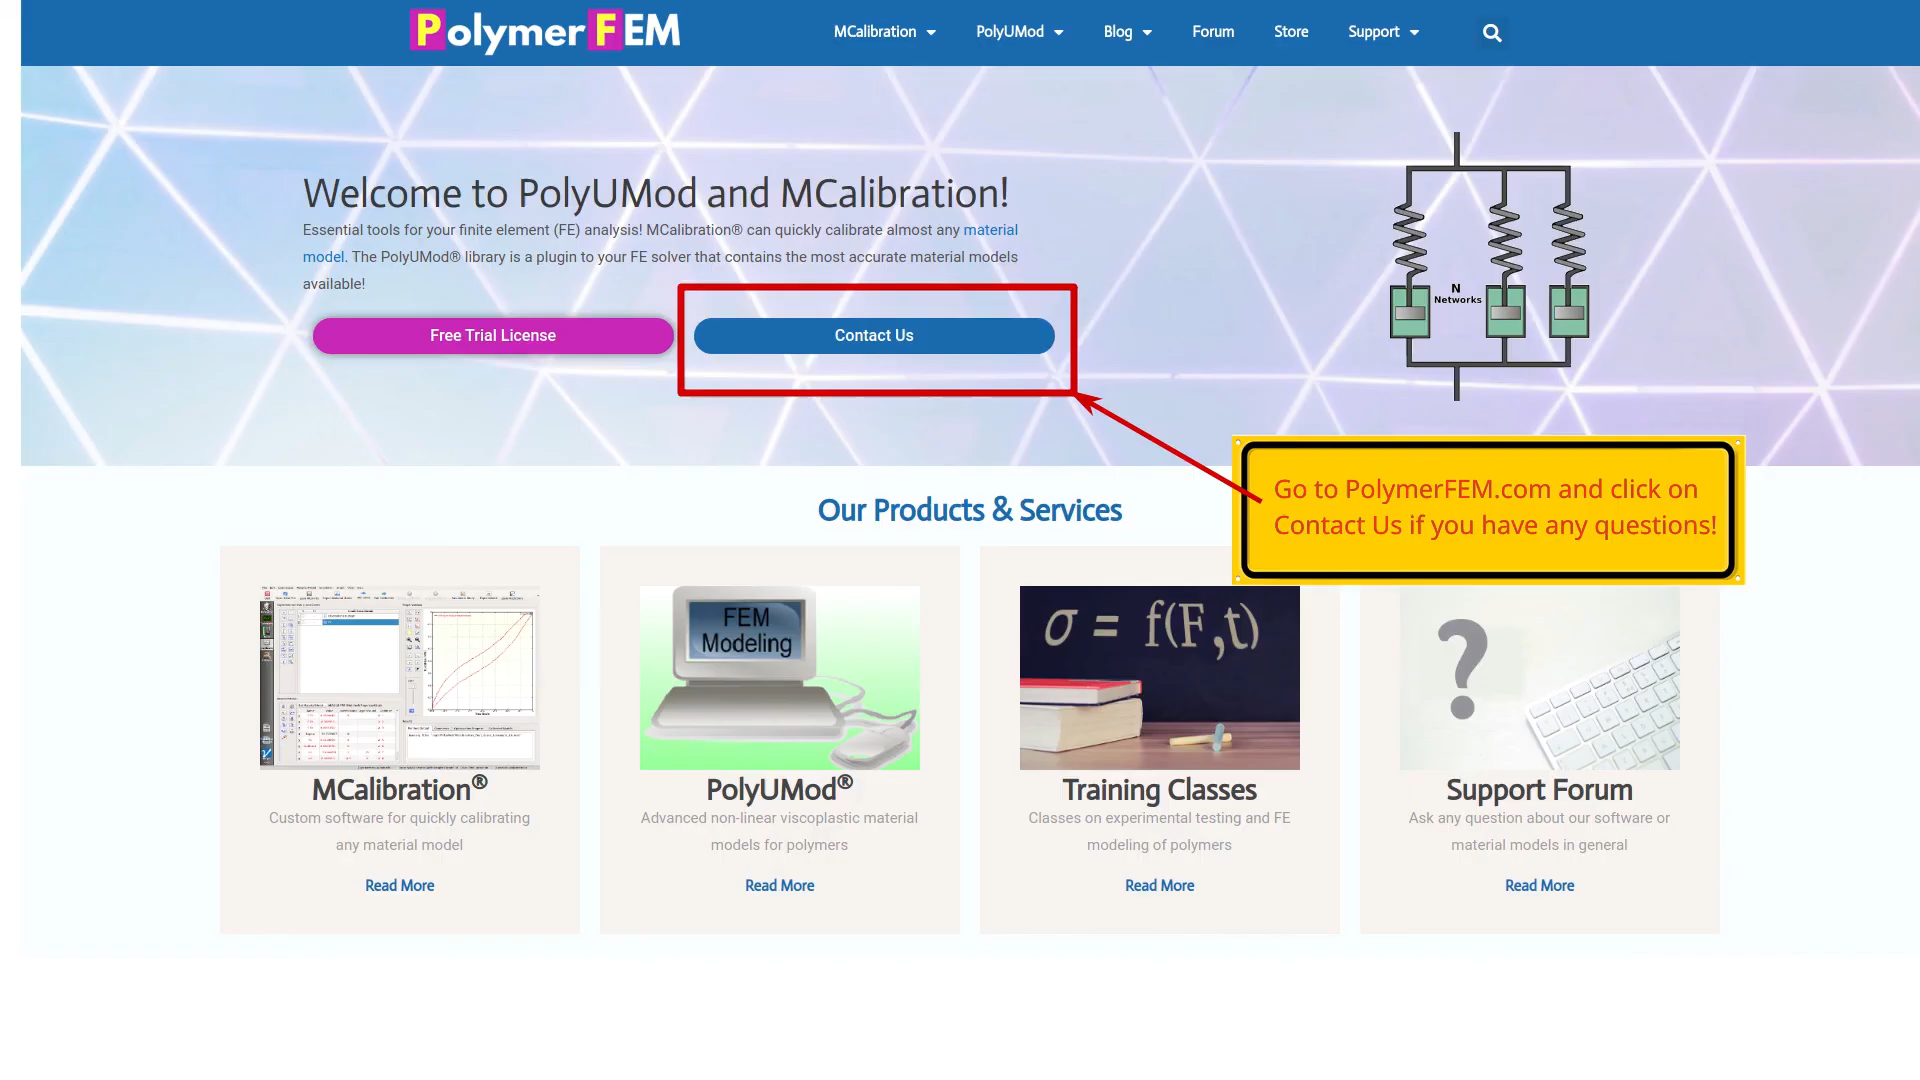 PolymerFEM
MCalibration
PolyUMod
Blog
Forum
Store
Support
Welcome to PolyUMod and MCalibration!
Essential tools for your finite element (FE) analysis! MCalibration® can quickly calibrate almost any material
model. The PolyUMod® library is a plugin to your FE solver that contains the most accurate material models
available!
Free Trial License
Contact Us
N
Networks
Go to PolymerFEM.com and click on
Contact Us if you have any questions!
Our Products & Services
FEM
Modeling
σ = f(F,t)
?
MCalibration®
Custom software for quickly calibrating
any material model
Read More
PolyUMod®
Advanced non-linear viscoplastic material
models for polymers
Read More
Training Classes
Classes on experimental testing and FE
modeling of polymers
Read More
Support Forum
Ask any question about our software or
material models in general
Read More